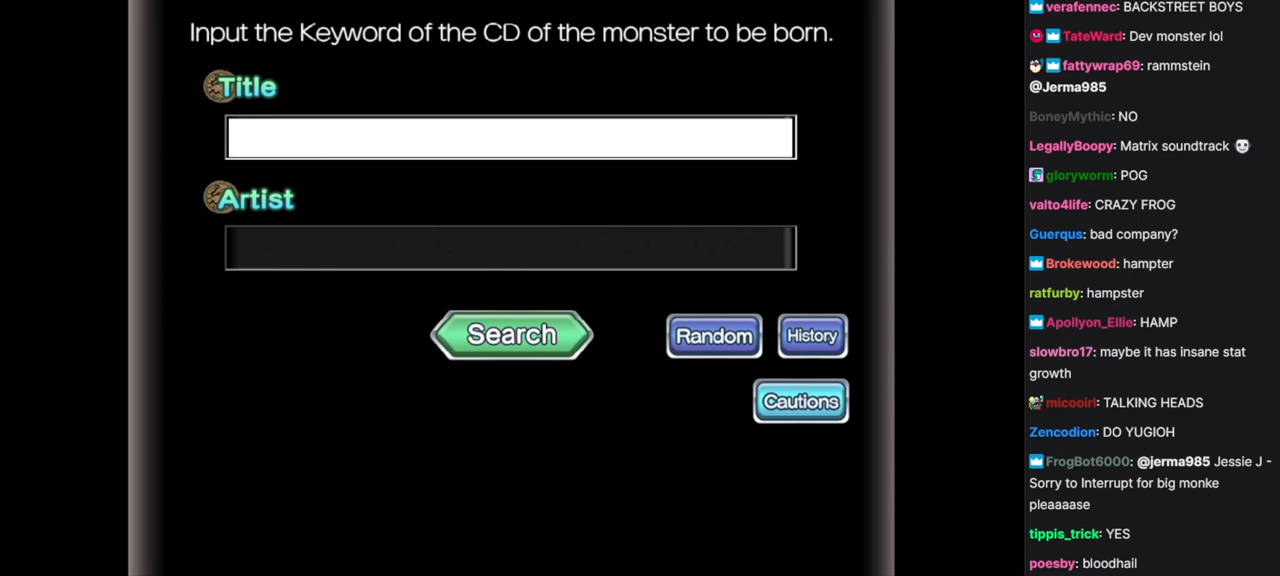 Input the Keyword of the CD of the monster to be born.
Title
Artist
Search
Random
History
Cautions
verafennec: BACKSTREET BOYS
TateWard: Dev monster lol
fattywrap69: rammstein
@Jerma985
BoneyMythic: NO
LegallyBoopy: Matrix soundtrack
gloryworm: POG
valto4life: CRAZY FROG
Guerqus: bad company?
Brokewood: hampter
ratfurby: hampster
Apollyon_Ellie: HAMP
slowbro17: maybe it has insane stat
growth
micooirl: TALKING HEADS
Zencodion: DO YUGIOH
FrogBot6000: @jerma985 Jessie J -
Sorry to Interrupt for big monke
pleaaaase
tippis_trick: YES
poesby: bloodhail